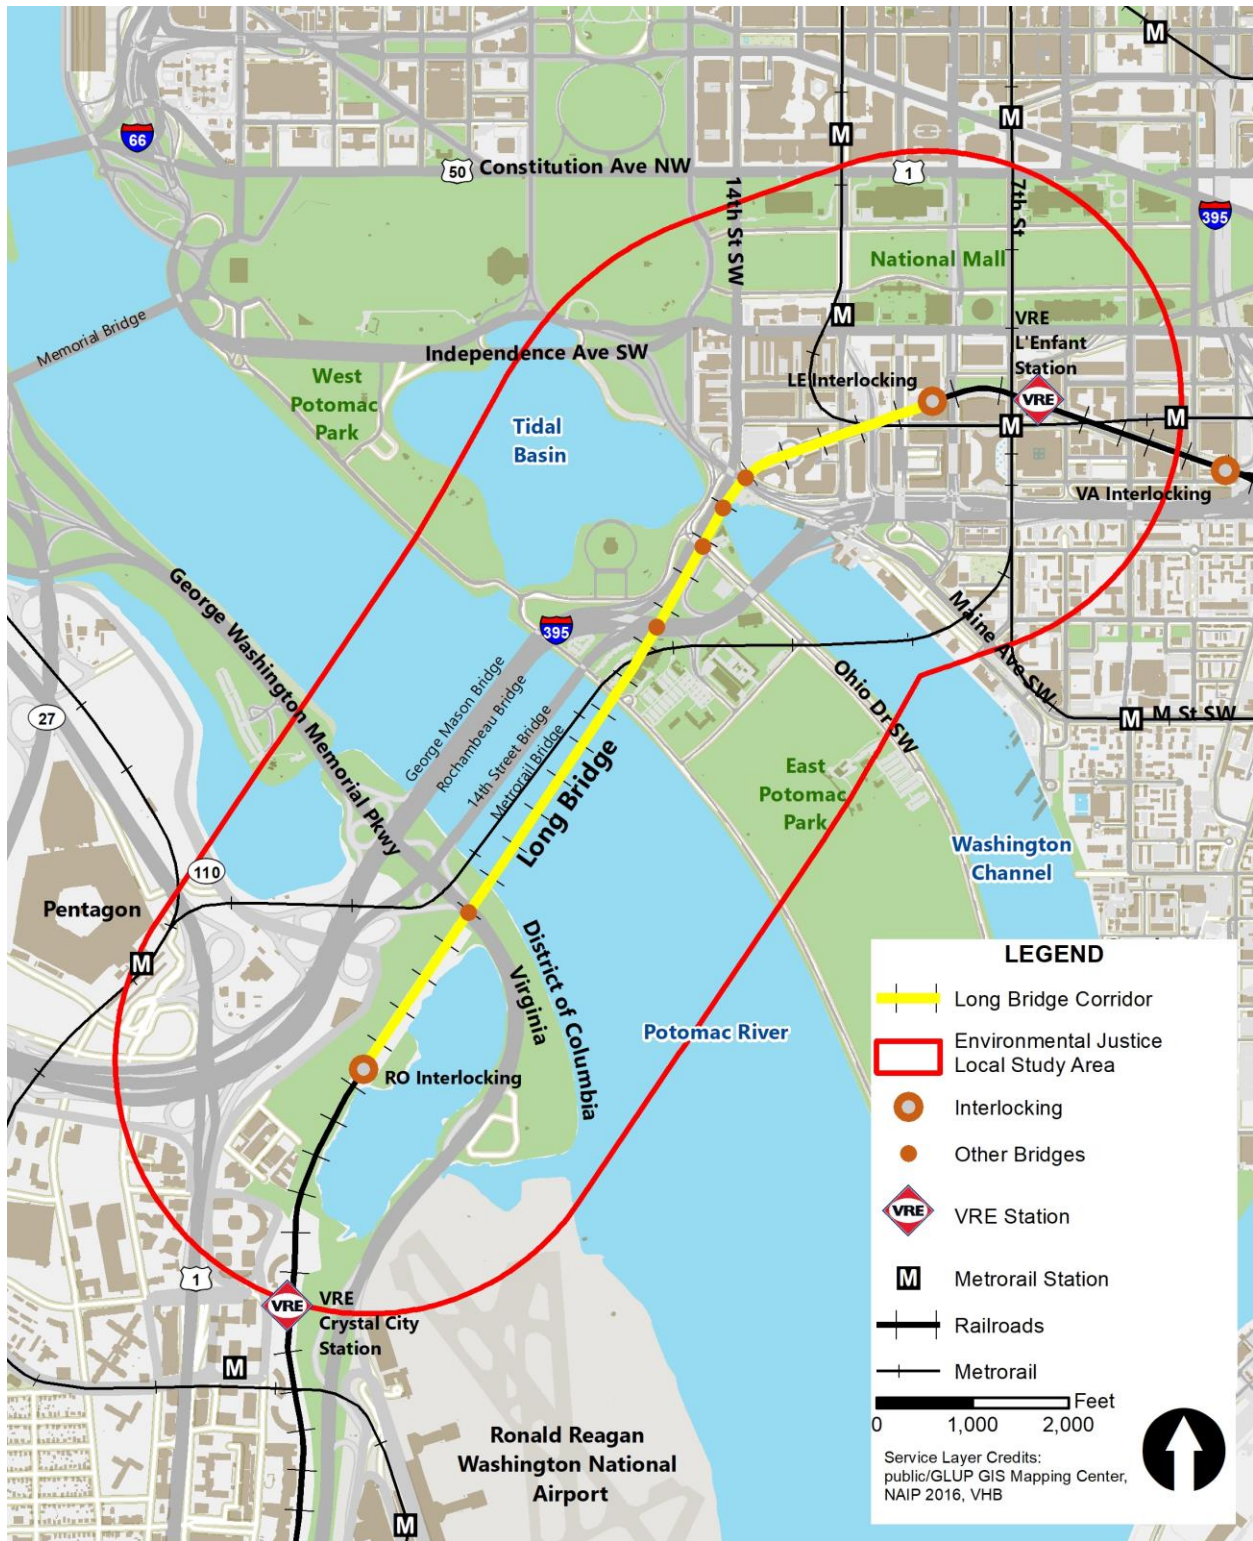 M
66
M
M
50
Constitution Ave NW
1
14th St SW
7th St
395
National Mall
Memorial Bridge
M
VRE
L'Enfant
Station
Independence Ave SW
West
Potomac
Park
LE Interlocking
VRE
Tidal
Basin
M
M
VA Interlocking
George Washington Memorial Pkwy
395
Maine Ave SW
Ohio Dr SW
27
George Mason Bridge
Rochambeau Bridge
14th Street Bridge
Metrorail Bridge
Long Bridge
M
M St SW
East
Potomac
Park
Washington
Channel
110
Pentagon
M
District of Columbia
Virginia
Potomac River
RO Interlocking
1
VRE
VRE
Crystal City
Station
M
Ronald Reagan
Washington National
Airport
M
LEGEND
Long Bridge Corridor
Environmental Justice
Local Study Area
Interlocking
Other Bridges
VRE
VRE Station
M
Metrorail Station
Railroads
Metrorail
Feet
0 1,000 2,000
Service Layer Credits:
public/GLUP GIS Mapping Center,
NAIP 2016, VHB